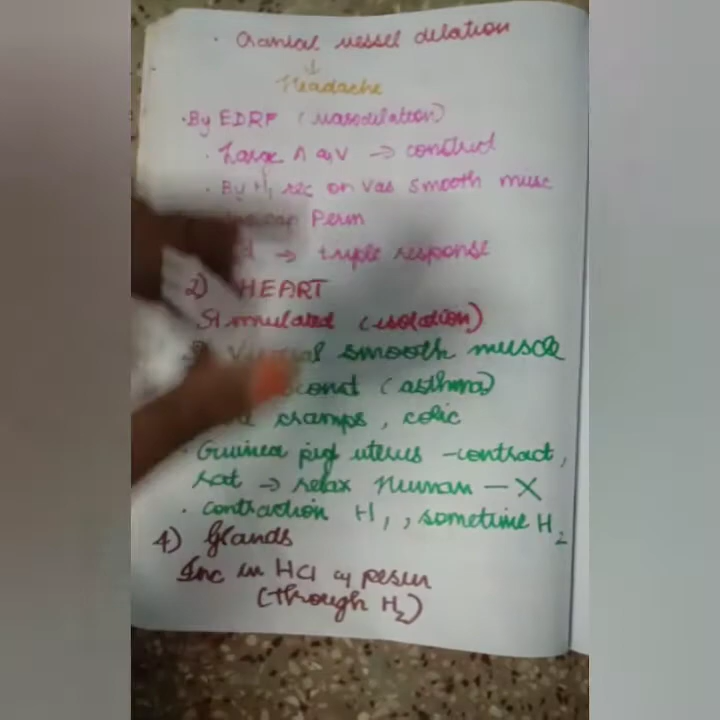 · Cranial vessel dilation
↓
Headache
· By EDRF (vasodilation)
· Large A & V → constrict
· By H₁ rec on vas smooth musc
cap Perm
→ triple response
2) HEART
Stimulated (isolation)
smooth muscle
(asthma)
cramps, colic
· Guinea pig uterus - contract,
rat → relax Human — X
· contraction H₁, sometime H₂
4) Glands
Inc in HCl & pesin
(through H₂)